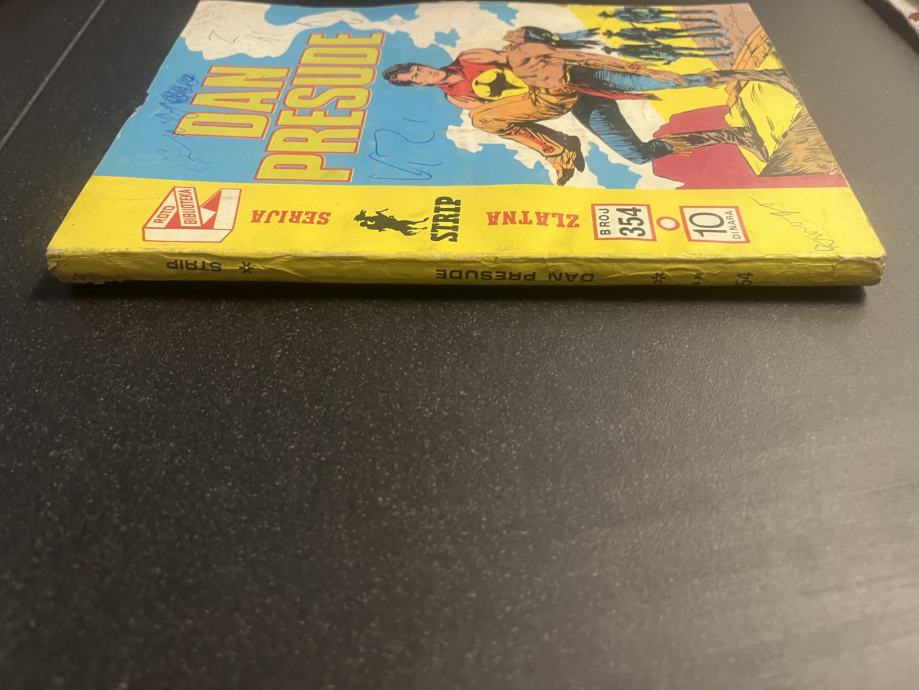 DAN
PRESUDE
ROTO
BIBLIOTEKA
ZLATNA
SERIJA
STRIP
BROJ
354
10
DINARA
STRIP * DAN PRESUDE *